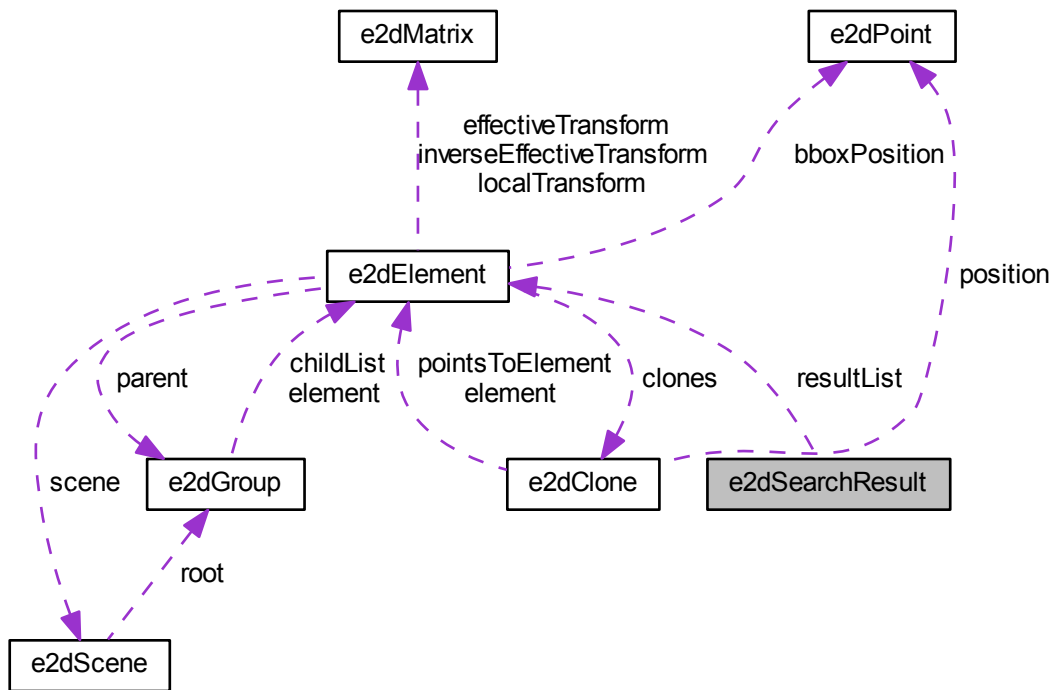 e2dMatrix
e2dPoint
effectiveTransform
inverseEffectiveTransform
localTransform
bboxPosition
e2dElement
position
parent
childList
element
pointsToElement
element
clones
resultList
scene
e2dGroup
e2dClone
e2dSearchResult
root
e2dScene